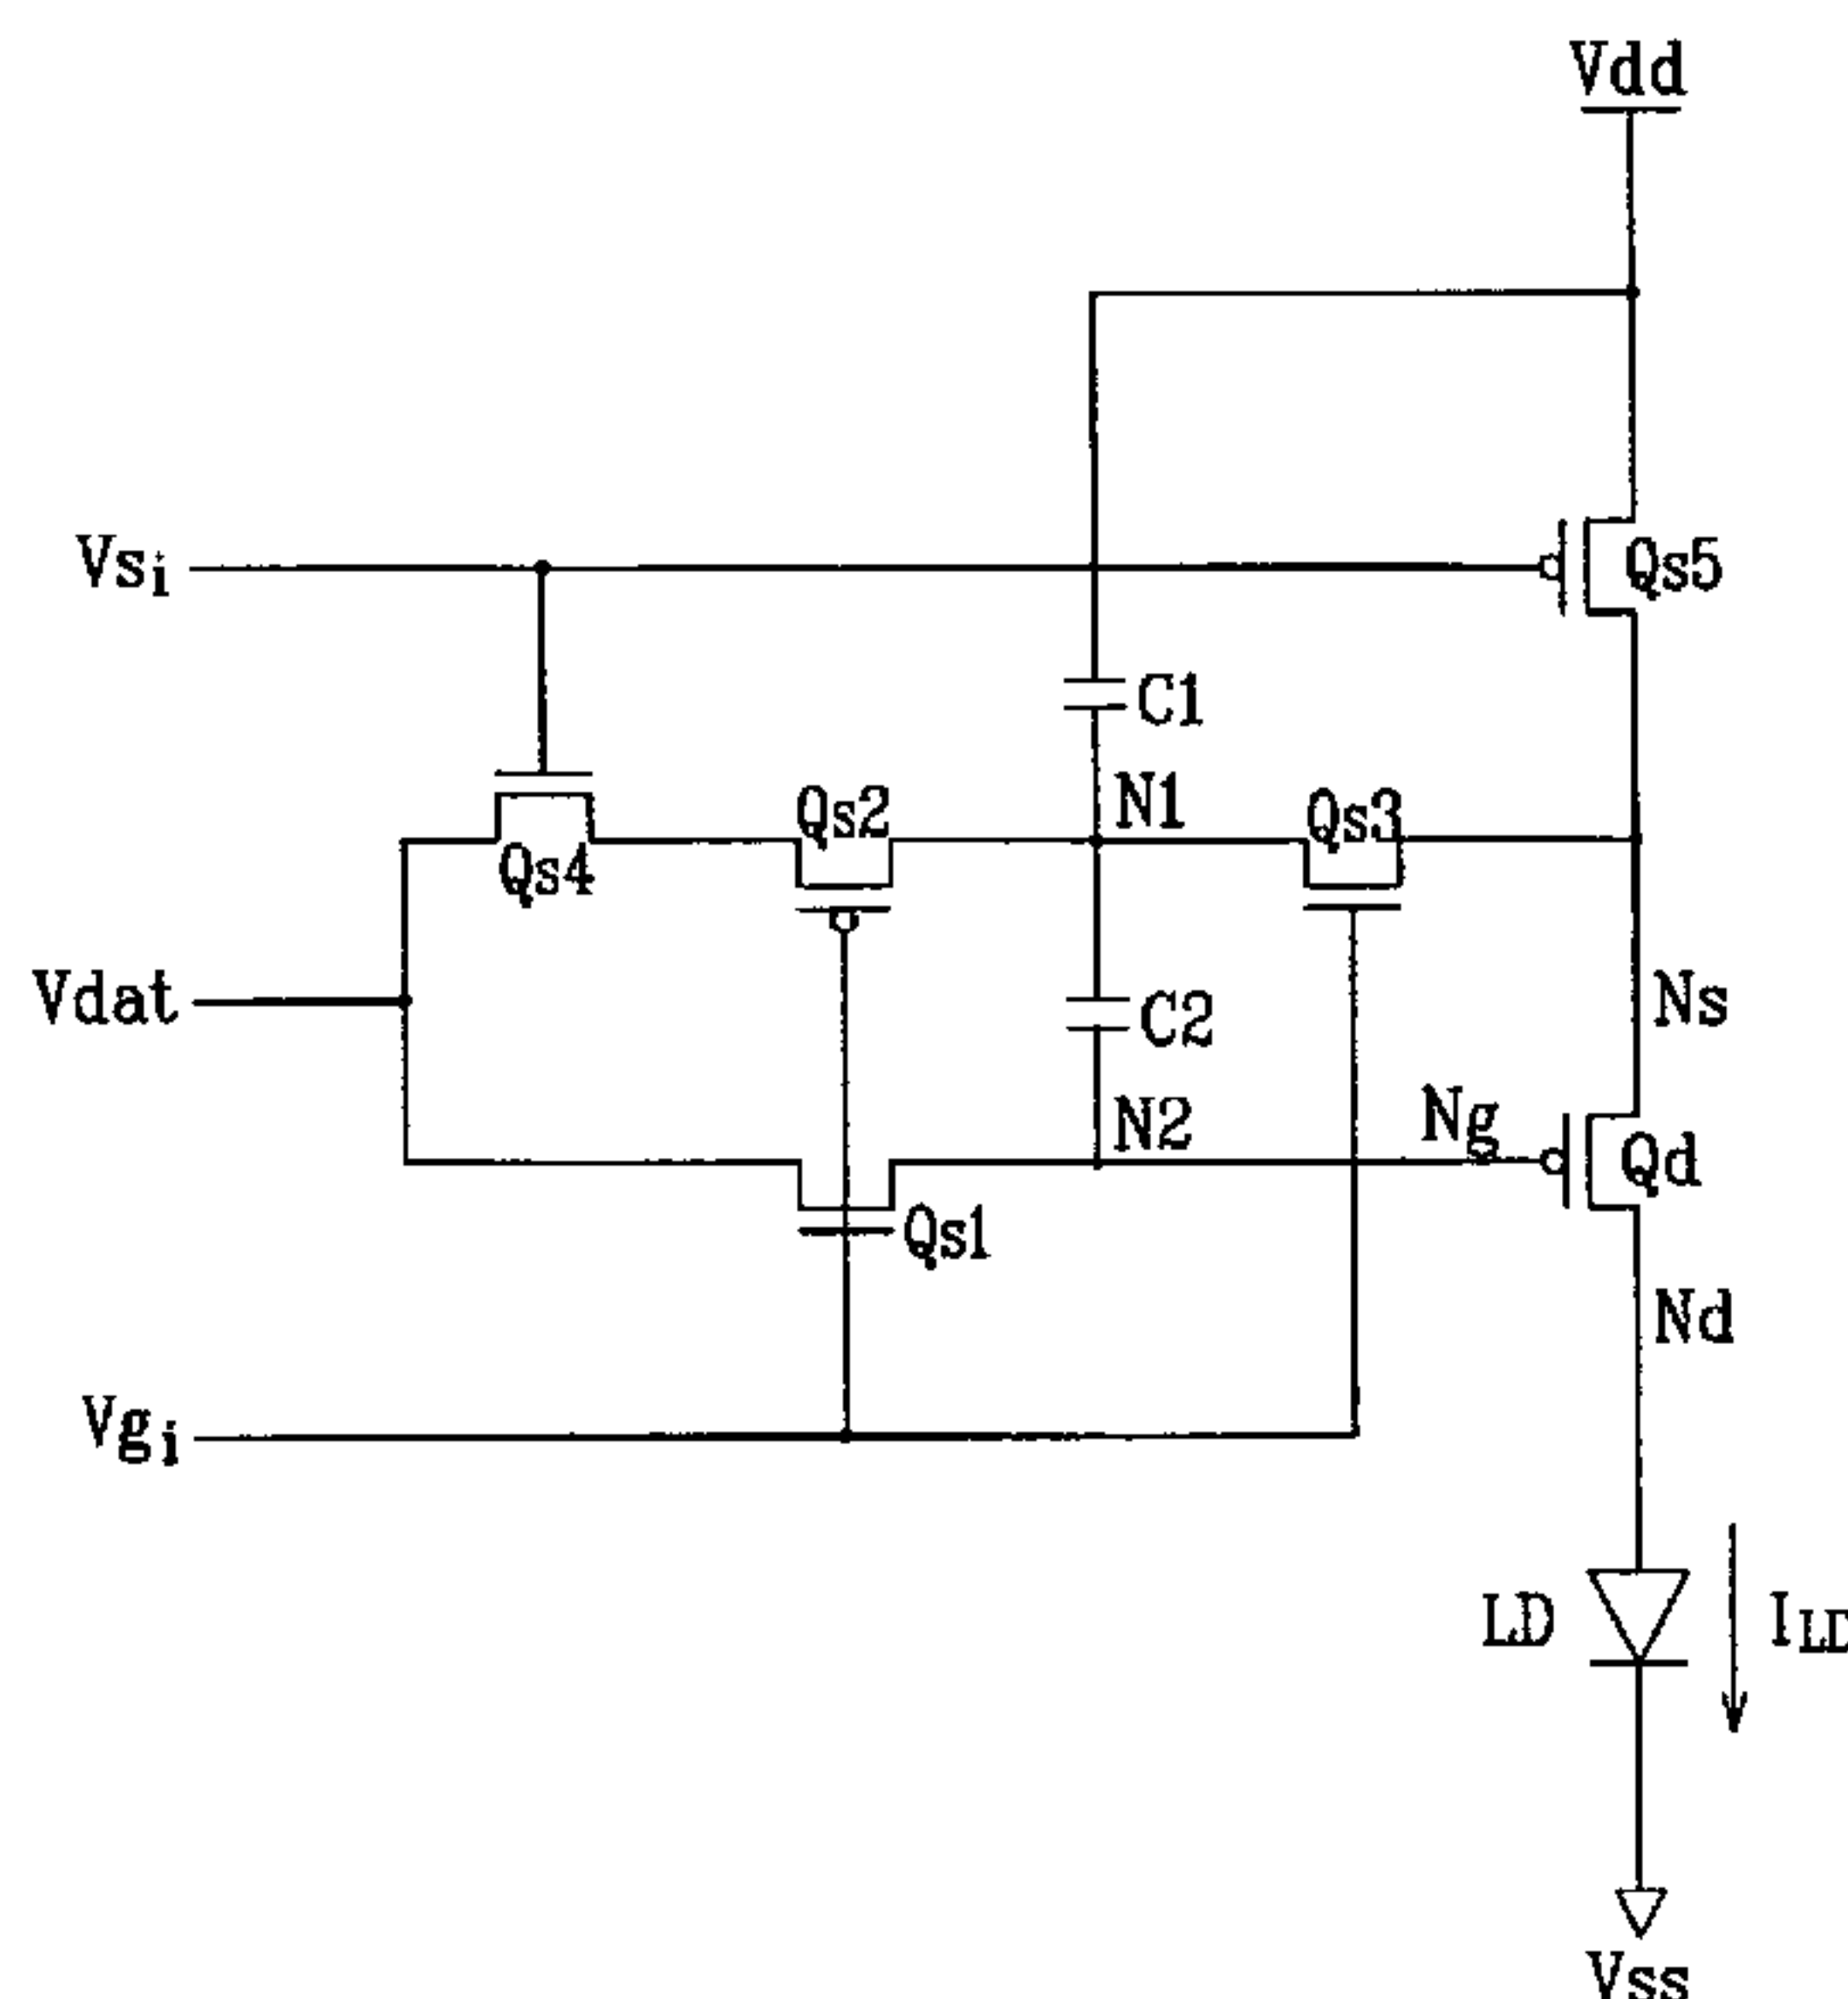 Vdd
Vsi
Qs5
C1
N1
Qs2
Qs3
Qs4
Vdat
C2
Ns
N2
Ng
Qd
Qs1
Nd
Vgi
LD
ILD
Vss